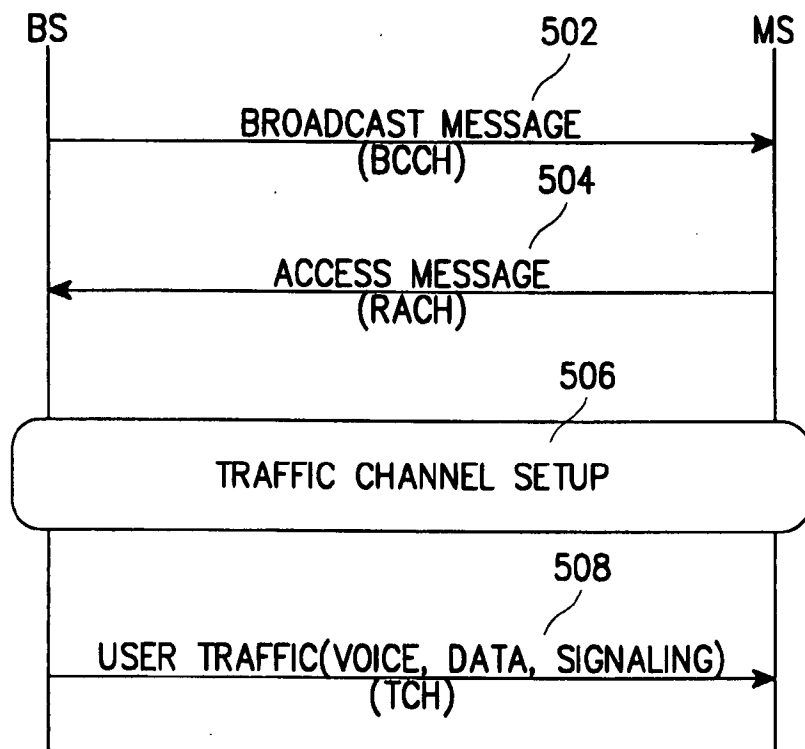 BS
502
MS
BROADCAST MESSAGE
(BCCH)
504
ACCESS MESSAGE
(RACH)
506
TRAFFIC CHANNEL SETUP
508
USER TRAFFIC(VOICE, DATA, SIGNALING)
(TCH)